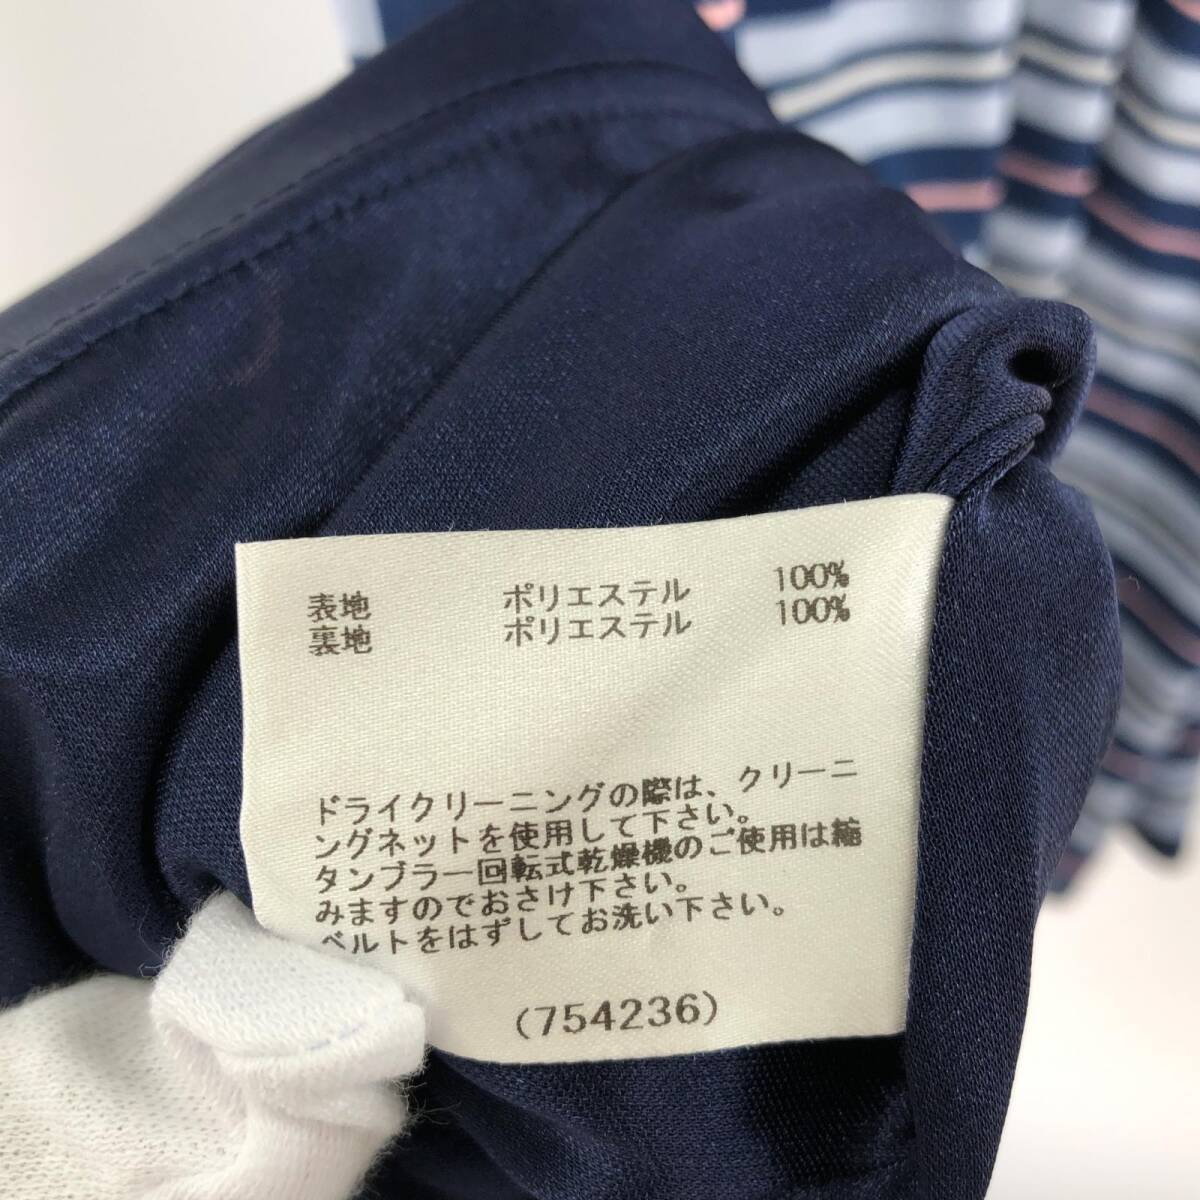 表地 ポリエステル 100%
裏地 ポリエステル 100%
ドライクリーニングの際は、クリーニ
ングネットを使用して下さい。
タンブラー回転式乾燥機のご使用は縮
みますのでおさけ下さい。
ベルトをはずしてお洗い下さい。
(754236)